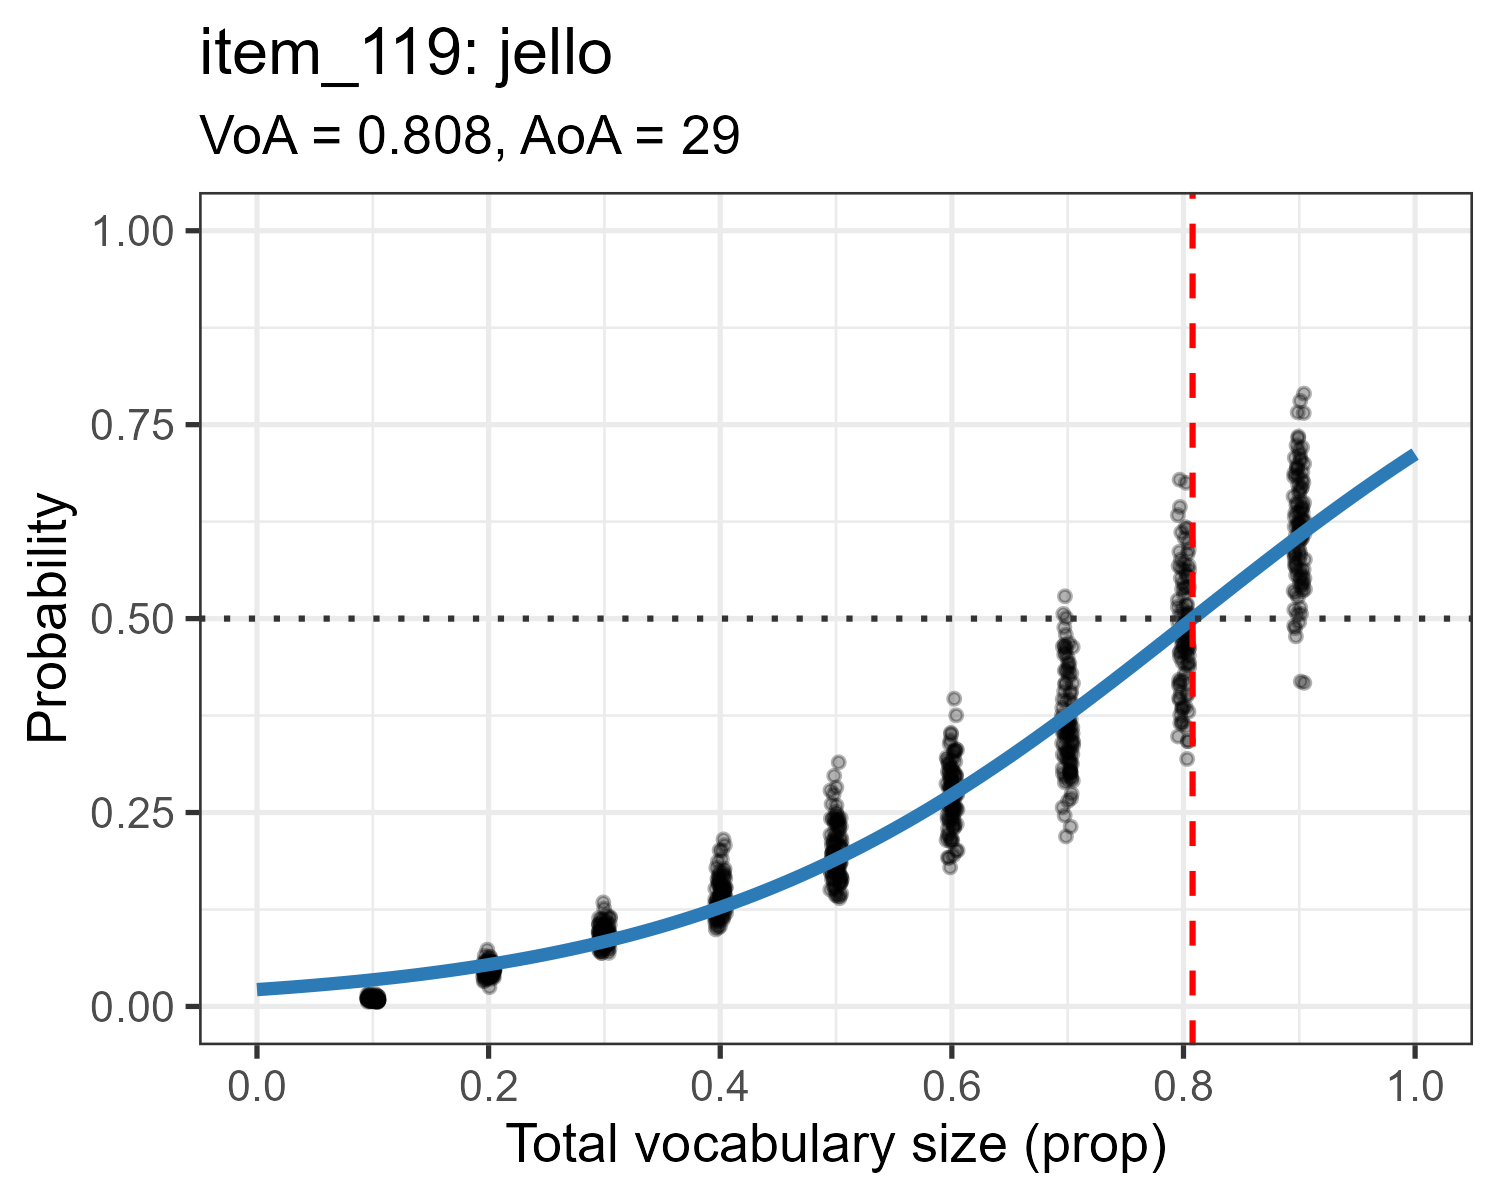 item_119: jello
VoA = 0.808, AoA = 29
1.00
0.75
0.50
0.25
0.00
Probability
0.0 0.2 0.4 0.6 0.8 1.0
Total vocabulary size (prop)